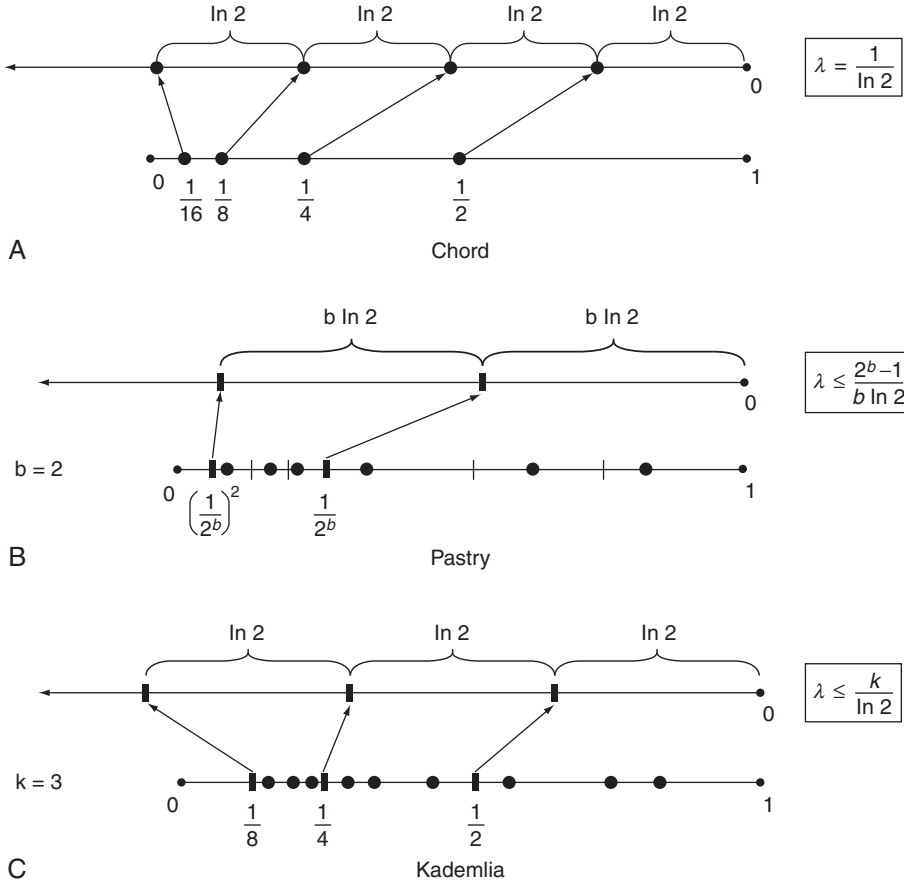 ln 2 ln 2 ln 2 ln 2
λ = 1/ln 2
0
0 1/16 1/8 1/4 1/2 1
A
Chord
b ln 2 b ln 2
λ ≤ 2ᵇ–1/b ln 2
0
b = 2
0 (1/2ᵇ)² 1/2ᵇ 1
B
Pastry
ln 2 ln 2 ln 2
λ ≤ k/ln 2
0
k = 3
0 1/8 1/4 1/2 1
C
Kademlia